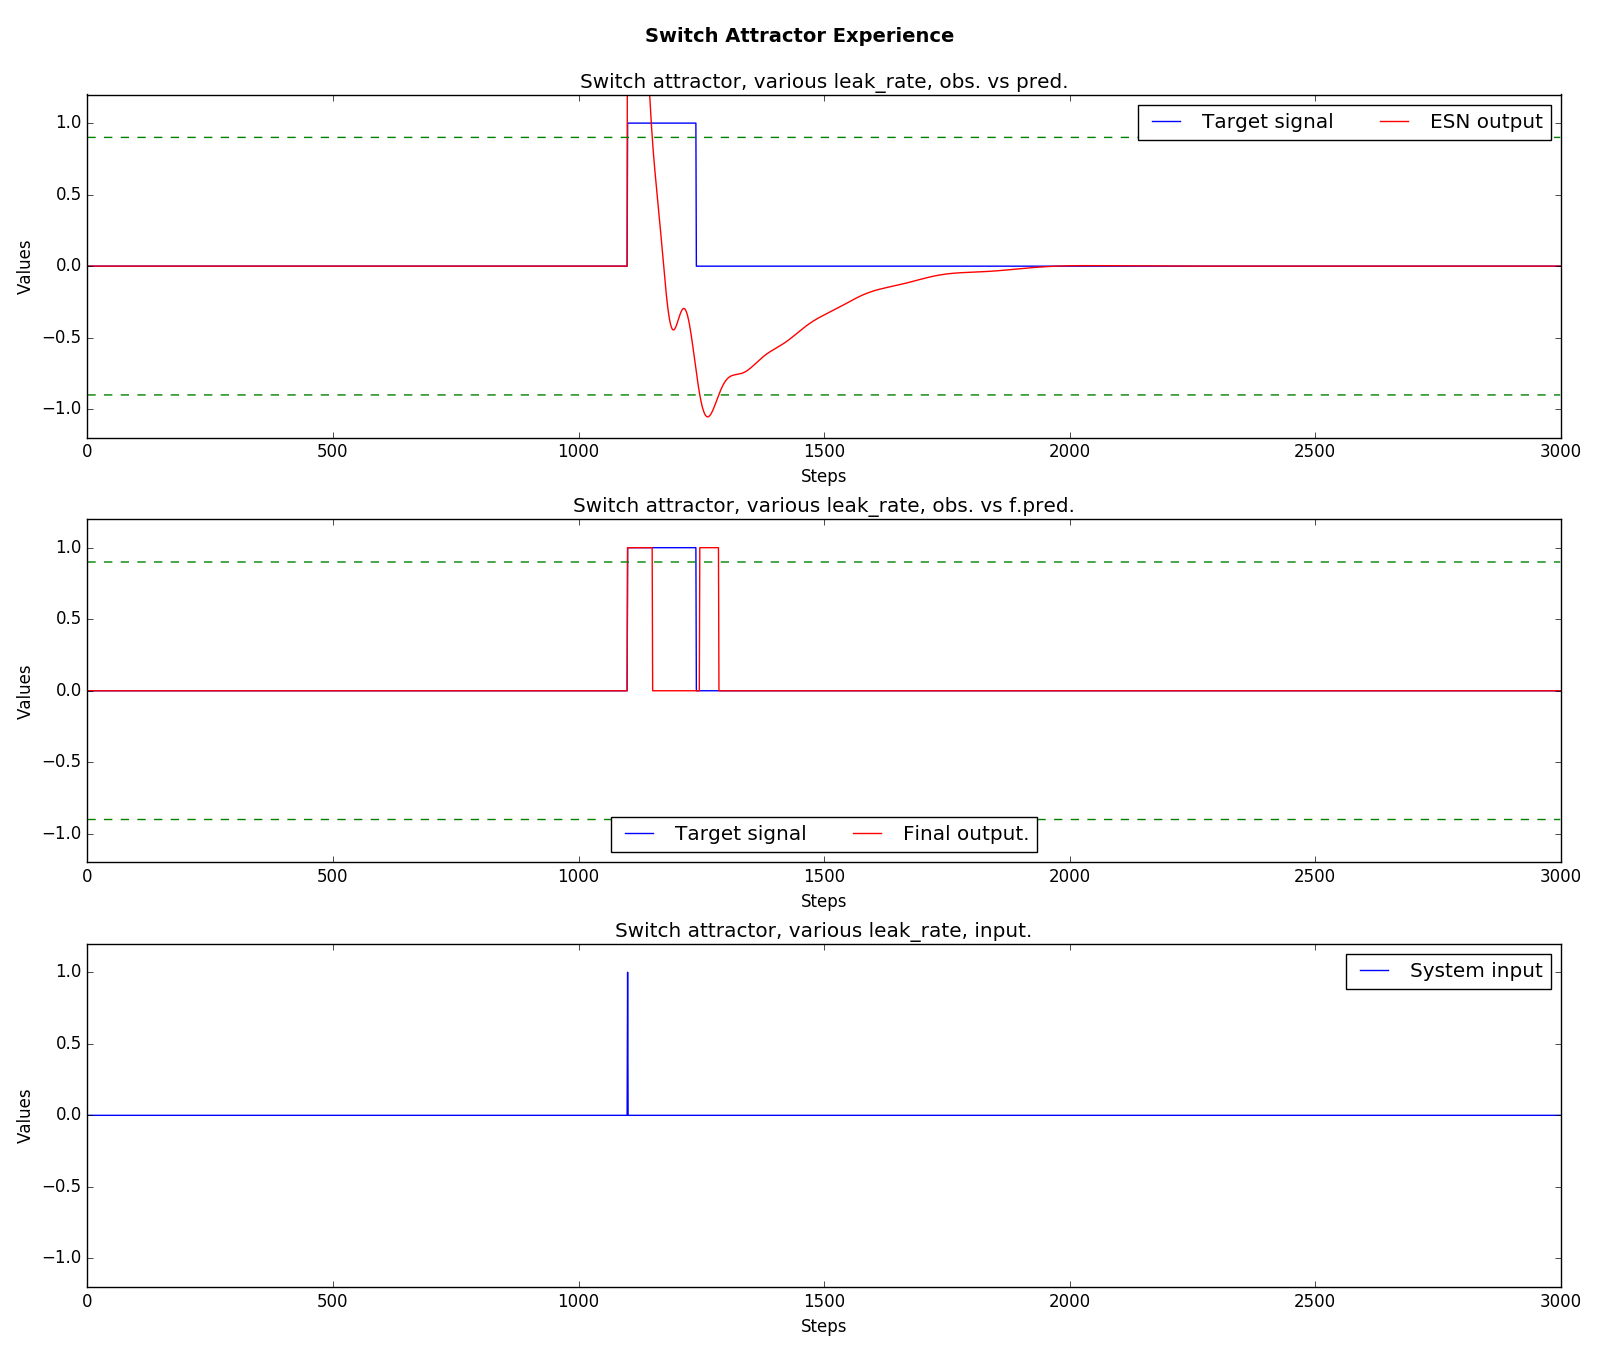 Switch Attractor Experience
Switch attractor, various leak_rate, obs. vs pred.
Target signal ESN output
1.0
0.5
0.0
−0.5
−1.0
Values
0 500 1000 1500 2000 2500 3000
Steps
Switch attractor, various leak_rate, obs. vs f.pred.
1.0
0.5
0.0
−0.5
−1.0
Values
Target signal Final output.
0 500 1000 1500 2000 2500 3000
Steps
Switch attractor, various leak_rate, input.
System input
1.0
0.5
0.0
−0.5
−1.0
Values
0 500 1000 1500 2000 2500 3000
Steps